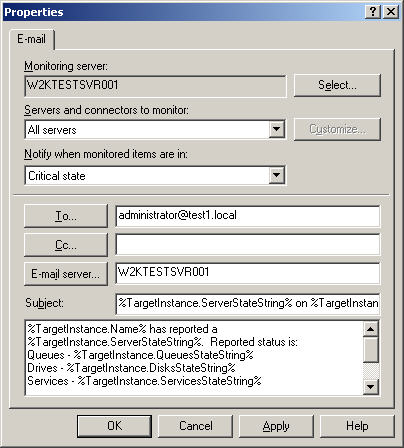 Properties
E-mail
Monitoring server:
W2KTESTSVR001
Select...
Servers and connectors to monitor:
All servers
Customize...
Notify when monitored items are in:
Critical state
To...
administrator@test1.local
Cc...
E-mail server...
W2KTESTSVR001
Subject:
%TargetInstance.ServerStateString% on %TargetInstan
%TargetInstance.Name% has reported a
%TargetInstance.ServerStateString%. Reported status is:
Queues - %TargetInstance.QueuesStateString%
Drives - %TargetInstance.DisksStateString%
Services - %TargetInstance.ServicesStateString%
OK
Cancel
Apply
Help